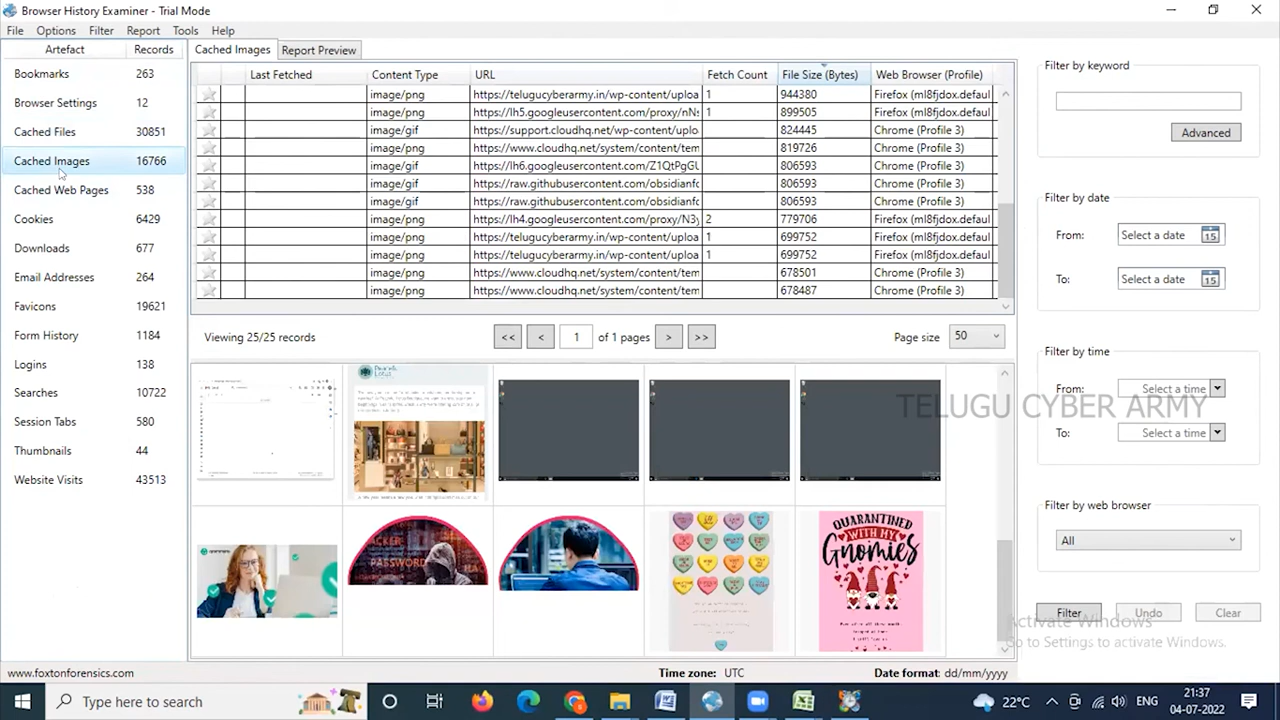 Browser History Examiner - Trial Mode
File Options Filter Report Tools Help
Artefact Records
Bookmarks 263
Browser Settings 12
Cached Files 30851
Cached Images 16766
Cached Web Pages 538
Cookies 6429
Downloads 677
Email Addresses 264
Favicons 19621
Form History 1184
Logins 138
Searches 10722
Session Tabs 580
Thumbnails 44
Website Visits 43513
Cached Images Report Preview
Last Fetched Content Type URL Fetch Count File Size (Bytes) Web Browser (Profile)
image/png https://telugucyberarmy.in/wp-content/uploa 1 944380 Firefox (ml8fjdox.defaul
image/png https://lh5.googleusercontent.com/proxy/nNs 1 899505 Firefox (ml8fjdox.defaul
image/gif https://support.cloudhq.net/wp-content/uplo 824445 Chrome (Profile 3)
image/png https://www.cloudhq.net/system/content/tem 819726 Chrome (Profile 3)
image/gif https://lh6.googleusercontent.com/Z1QtPgGU 806593 Chrome (Profile 3)
image/gif https://raw.githubusercontent.com/obsidianfc 806593 Chrome (Profile 3)
image/gif https://raw.githubusercontent.com/obsidianfc 806593 Chrome (Profile 3)
image/png https://lh4.googleusercontent.com/proxy/N3y 2 779706 Firefox (ml8fjdox.defaul
image/png https://telugucyberarmy.in/wp-content/uploa 1 699752 Firefox (ml8fjdox.defaul
image/png https://telugucyberarmy.in/wp-content/uploa 1 699752 Firefox (ml8fjdox.defaul
image/png https://www.cloudhq.net/system/content/tem 678501 Chrome (Profile 3)
image/png https://www.cloudhq.net/system/content/tem 678487 Chrome (Profile 3)
Viewing 25/25 records << < 1 of 1 pages > >> Page size 50
HACKER
PASSWORD
QUARANTINED
WITH MY
Gnomies
Filter by keyword
Advanced
Filter by date
From: Select a date 15
To: Select a date 15
Filter by time
From: Select a time
TELUGU CYBER ARMY
To: Select a time
Filter by web browser
All
Filter Undo Clear
Activate Windows
Go to Settings to activate Windows.
www.foxtonforensics.com Time zone: UTC Date format: dd/mm/yyyy
Type here to search 22°C ENG 21:37
04-07-2022